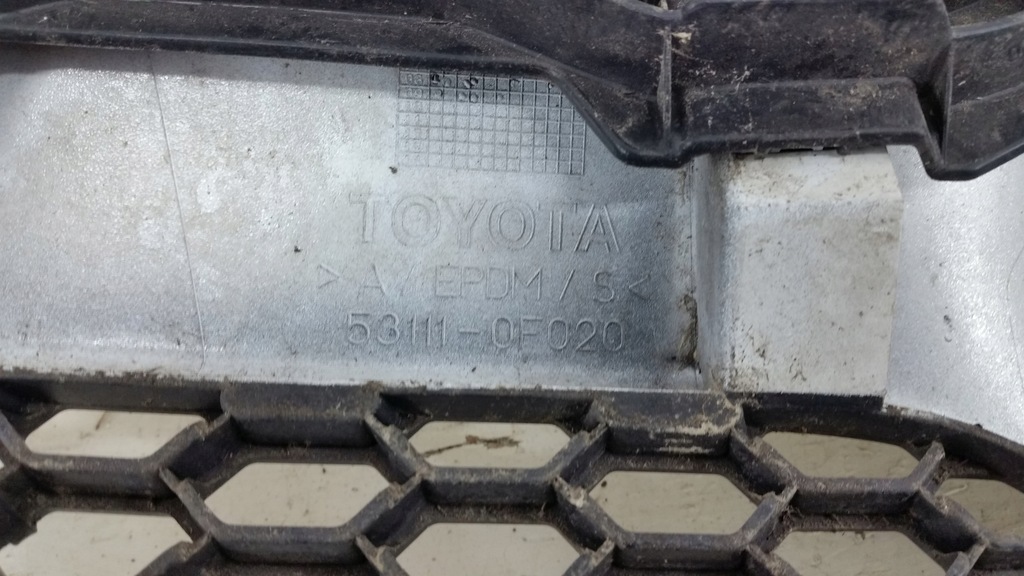 TOYOTA
> A / EPDM / S <
53111-0F020